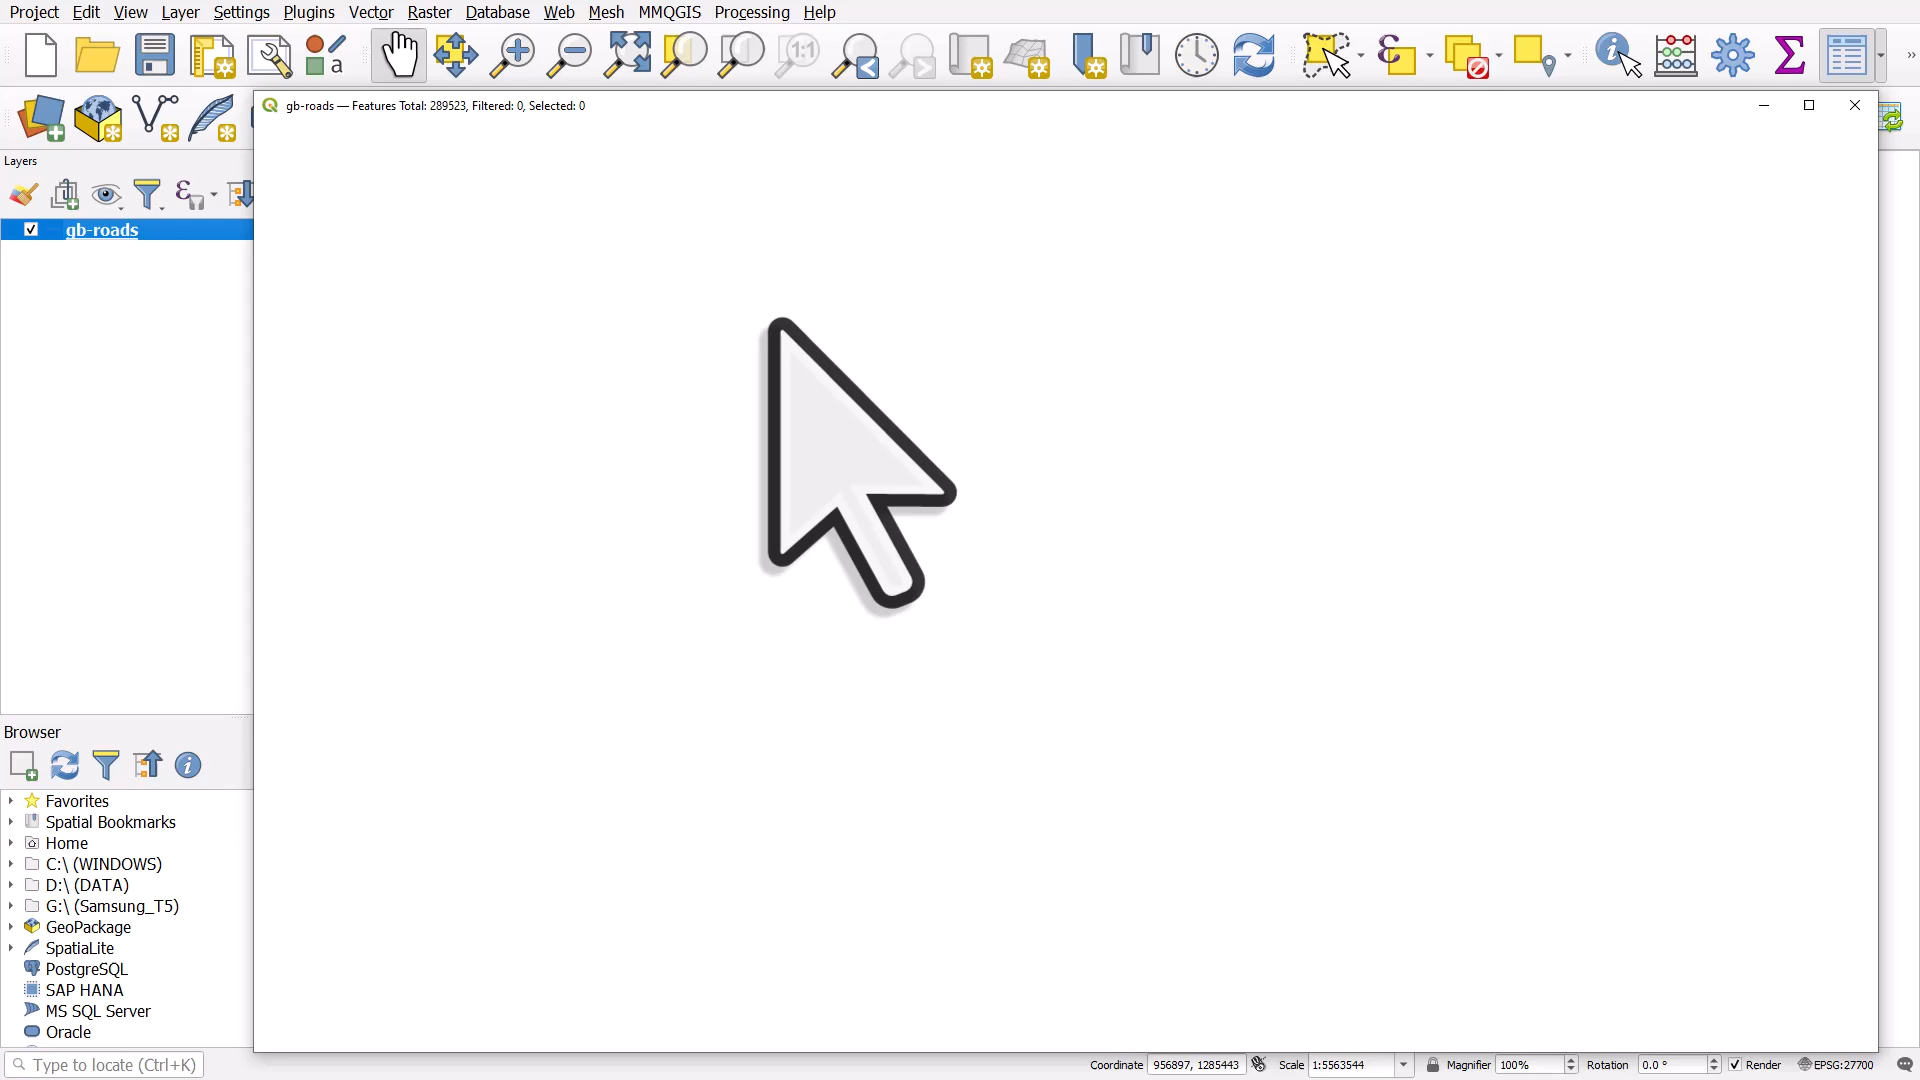 Project Edit View Layer Settings Plugins Vector Raster Database Web Mesh MMQGIS Processing Help
1:1
a
gb-roads — Features Total: 289523, Filtered: 0, Selected: 0
Layers
gb-roads
Browser
Favorites
Spatial Bookmarks
Home
C:\ (WINDOWS)
D:\ (DATA)
G:\ (Samsung_T5)
GeoPackage
SpatiaLite
PostgreSQL
SAP HANA
MS SQL Server
Oracle
Type to locate (Ctrl+K) Coordinate 956897, 1285443 Scale 1:5563544 Magnifier 100% Rotation 0.0 ° Render EPSG:27700